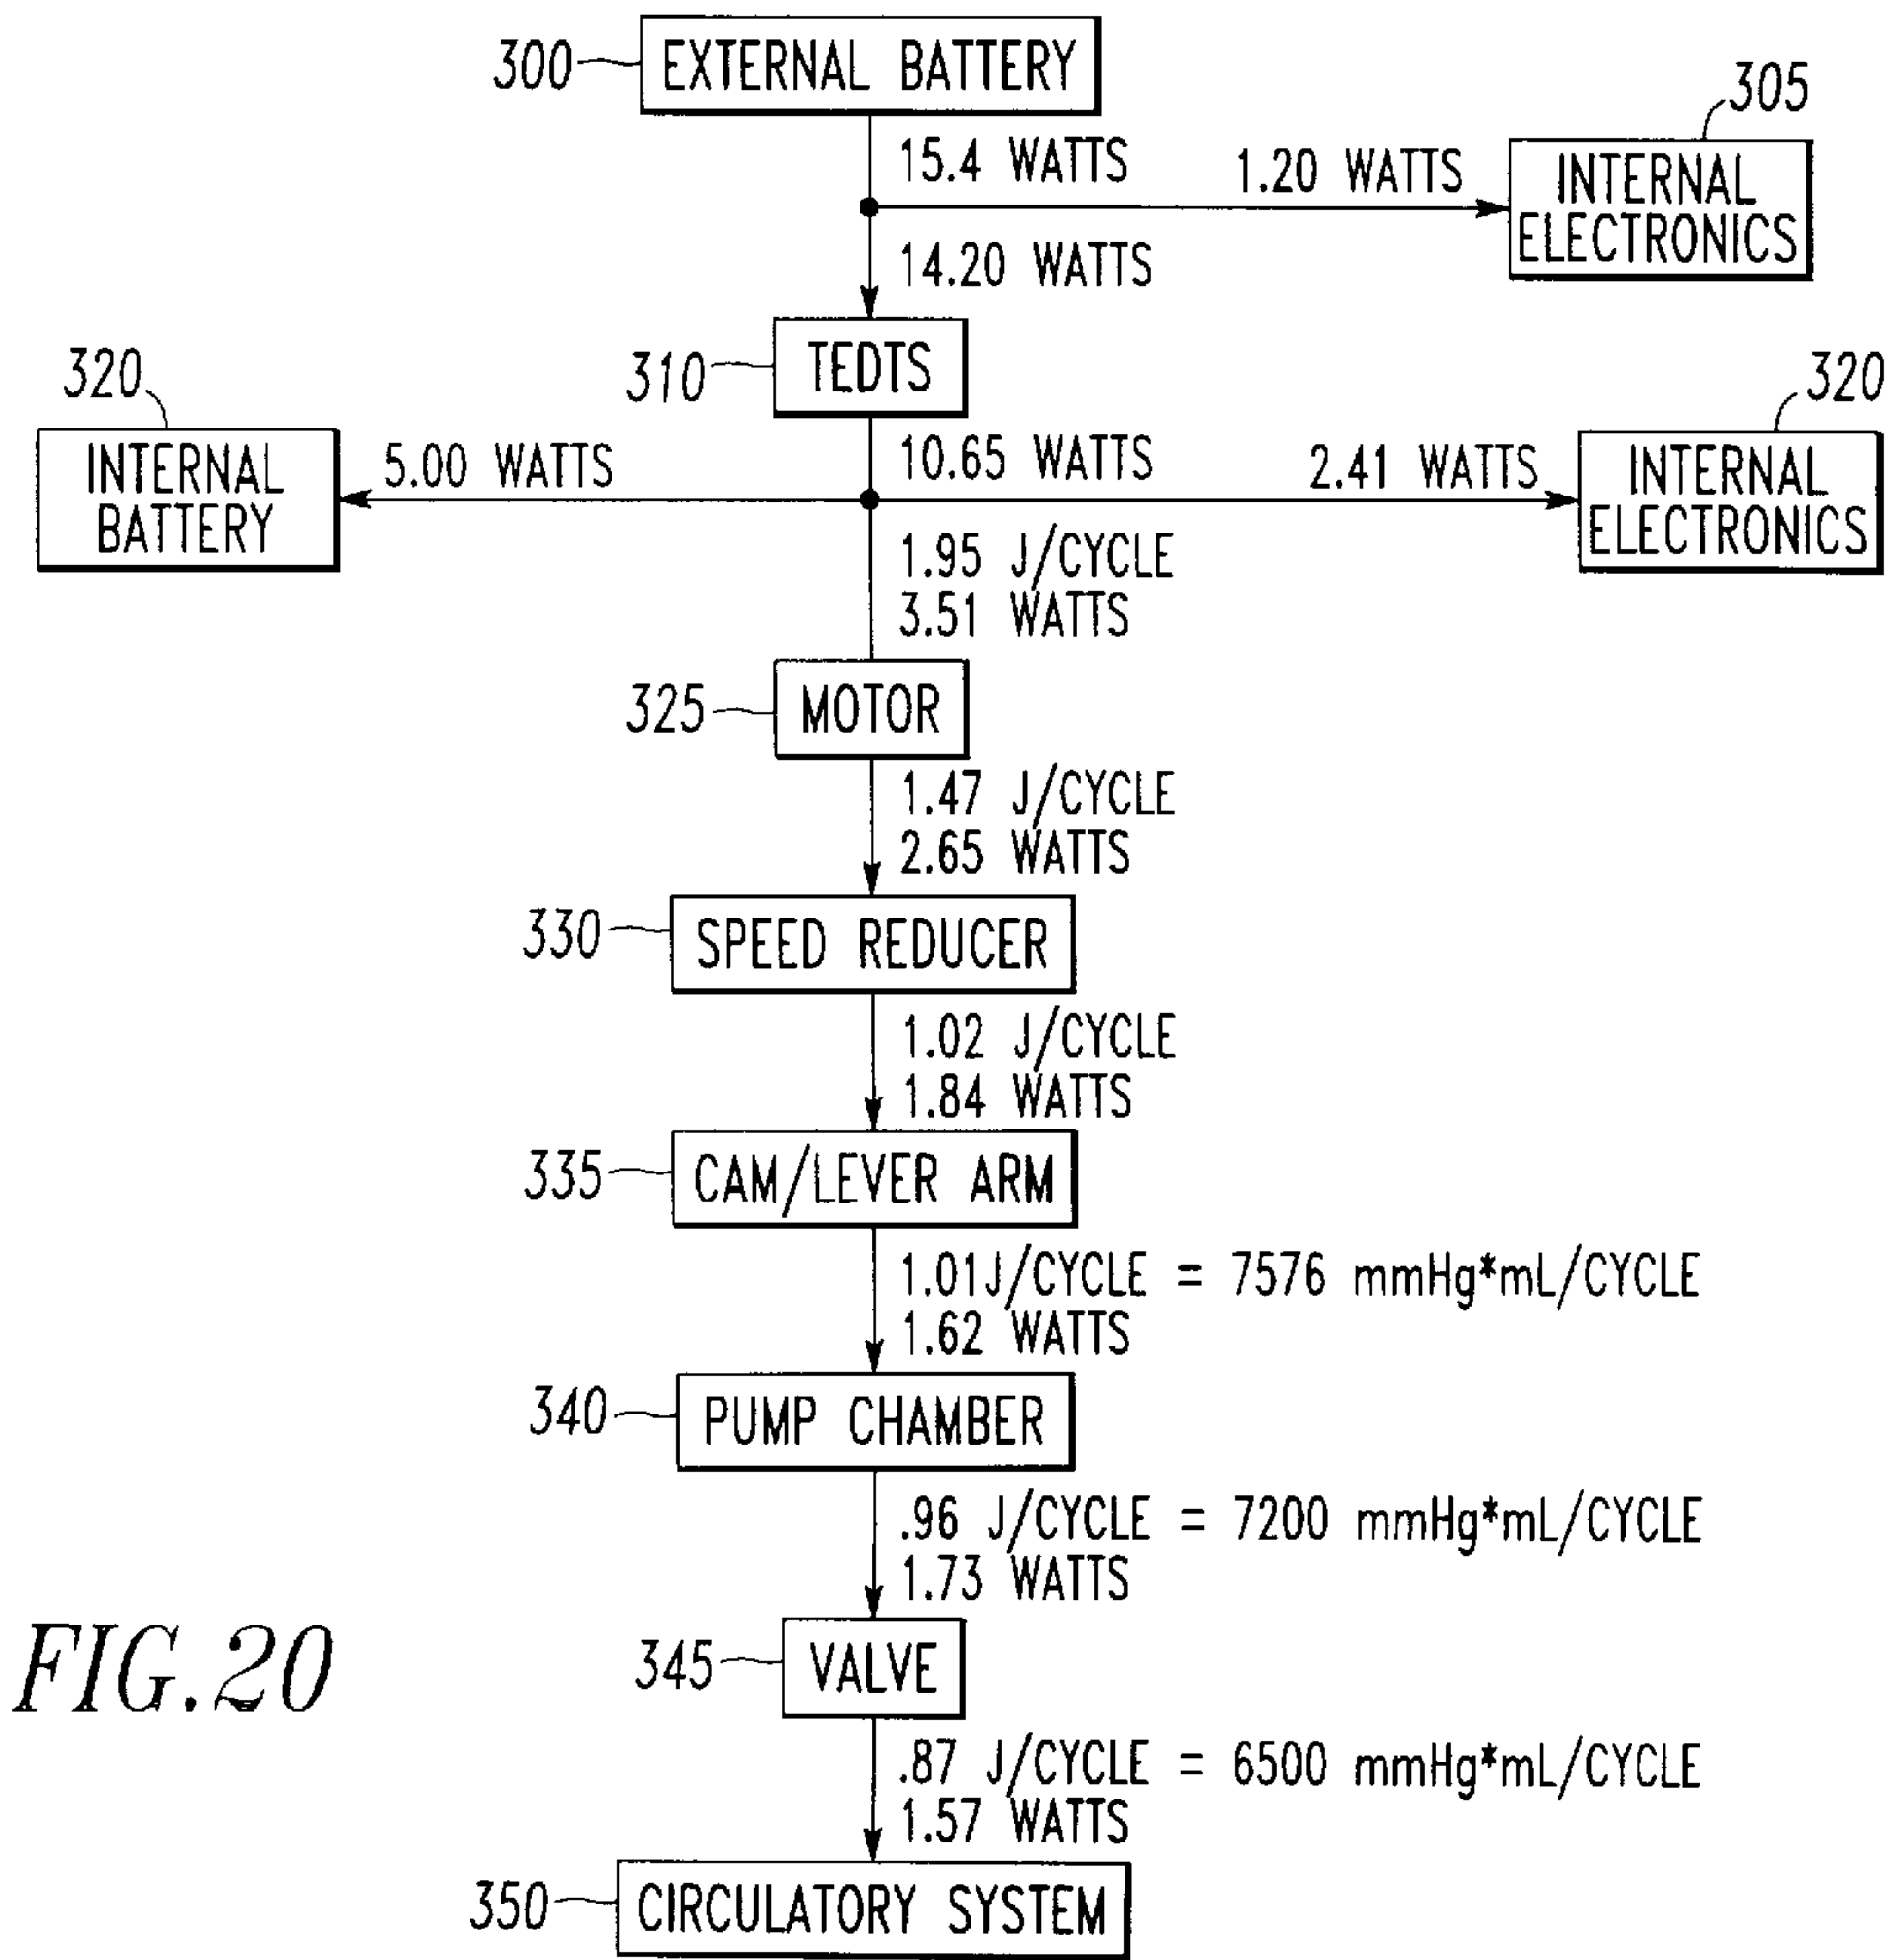 300
EXTERNAL BATTERY
305
15.4 WATTS
1.20 WATTS
INTERNAL
ELECTRONICS
14.20 WATTS
310
TEDTS
320
INTERNAL
BATTERY
5.00 WATTS
10.65 WATTS
2.41 WATTS
320
INTERNAL
ELECTRONICS
1.95 J/CYCLE
3.51 WATTS
325
MOTOR
1.47 J/CYCLE
2.65 WATTS
330
SPEED REDUCER
1.02 J/CYCLE
1.84 WATTS
335
CAM/LEVER ARM
1.01J/CYCLE = 7576 mmHg*mL/CYCLE
1.62 WATTS
340
PUMP CHAMBER
.96 J/CYCLE = 7200 mmHg*mL/CYCLE
1.73 WATTS
345
VALVE
.87 J/CYCLE = 6500 mmHg*mL/CYCLE
1.57 WATTS
350
CIRCULATORY SYSTEM
FIG.20